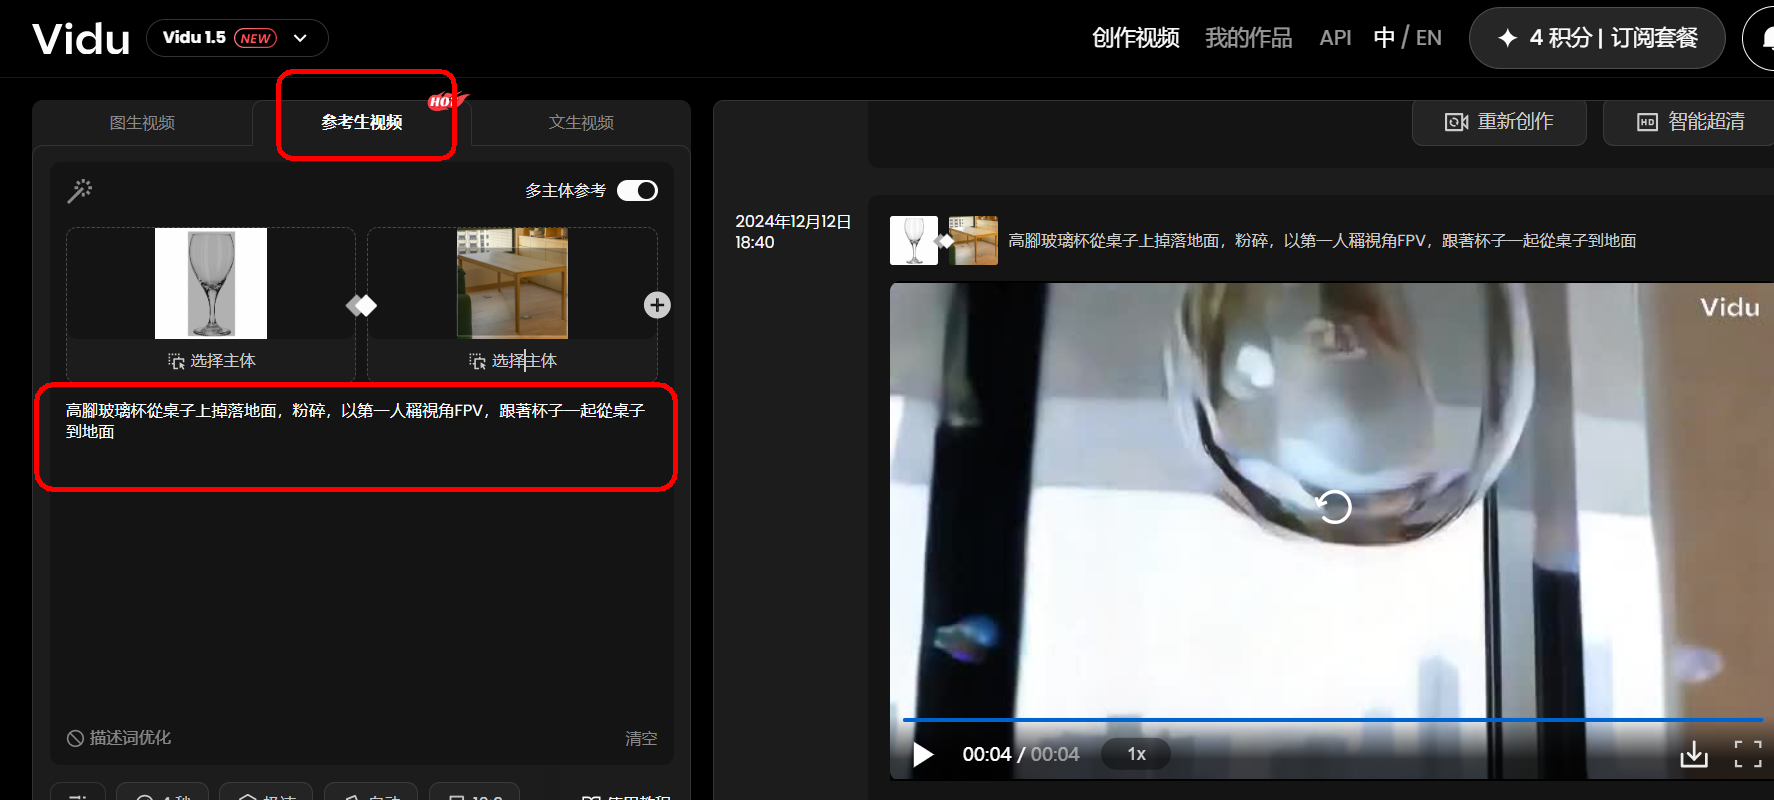 Vidu
Vidu 1.5 NEW
创作视频
我的作品
API
中 / EN
4 积分 | 订阅套餐
图生视频
参考生视频
HOT
文生视频
重新创作
HD 智能超清
多主体参考
选择主体
选择主体
高腳玻璃杯從桌子上掉落地面，粉碎，以第一人稱視角FPV，跟著杯子一起從桌子
到地面
描述词优化
清空
2024年12月12日
18:40
高腳玻璃杯從桌子上掉落地面，粉碎，以第一人稱視角FPV，跟著杯子一起從桌子到地面
Vidu
00:04 / 00:04
1x